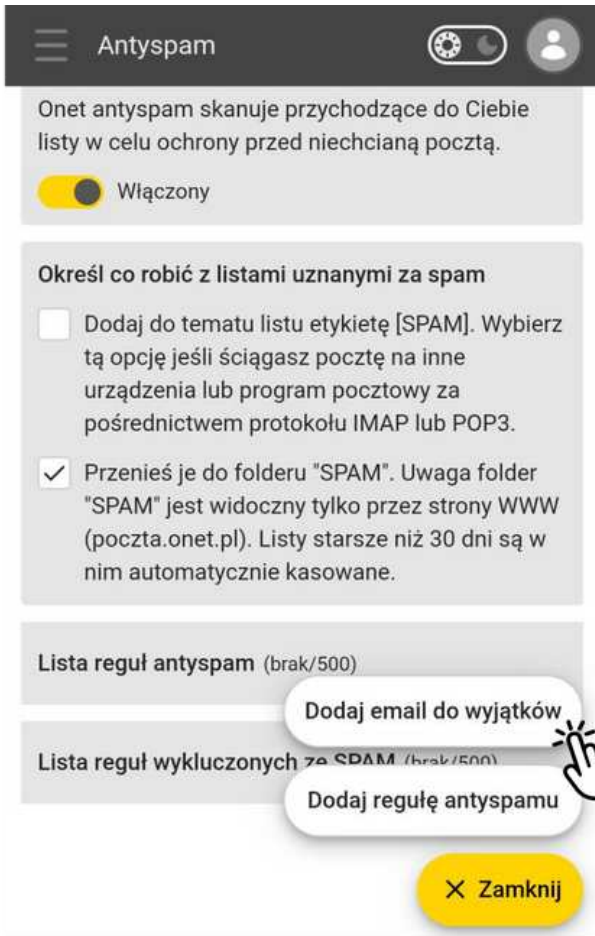 Antyspam
Onet antyspam skanuje przychodzące do Ciebie
listy w celu ochrony przed niechcianą pocztą.
Włączony
Określ co robić z listami uznanymi za spam
Dodaj do tematu listu etykietę [SPAM]. Wybierz
tą opcję jeśli ściągasz pocztę na inne
urządzenia lub program pocztowy za
pośrednictwem protokołu IMAP lub POP3.
Przenieś je do folderu "SPAM". Uwaga folder
"SPAM" jest widoczny tylko przez strony WWW
(poczta.onet.pl). Listy starsze niż 30 dni są w
nim automatycznie kasowane.
Lista reguł antyspam (brak/500)
Dodaj email do wyjątków
Lista reguł wykluczonych ze SPAM (brak/500)
Dodaj regułę antyspamu
Zamknij